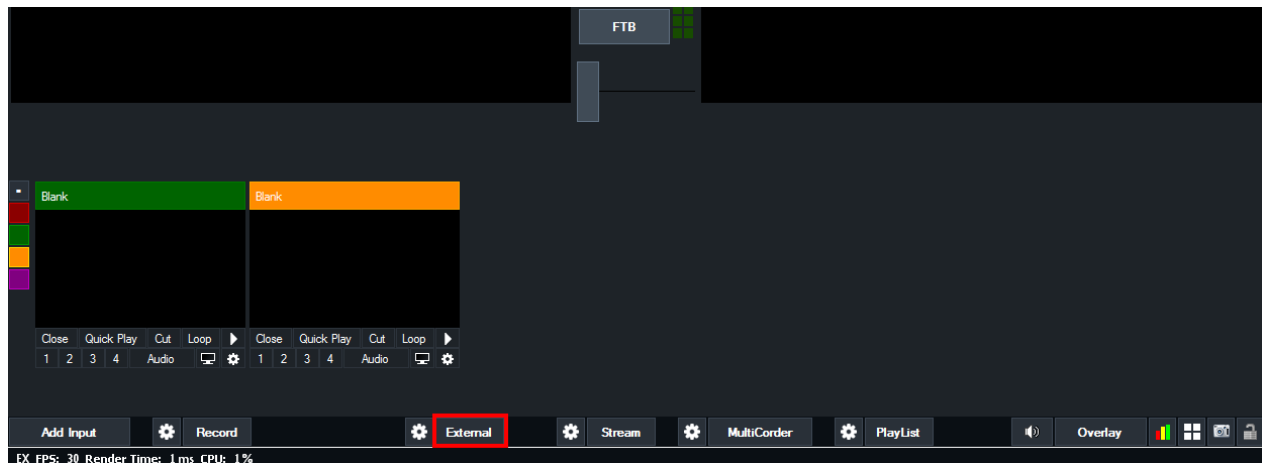 FTB
Blank Blank
Close Quick Play Cut Loop Close Quick Play Cut Loop
1 2 3 4 Audio 1 2 3 4 Audio
Add Input Record External Stream MultiCorder PlayList Overlay
EX FPS: 30 Render Time: 1 ms CPU: 1%